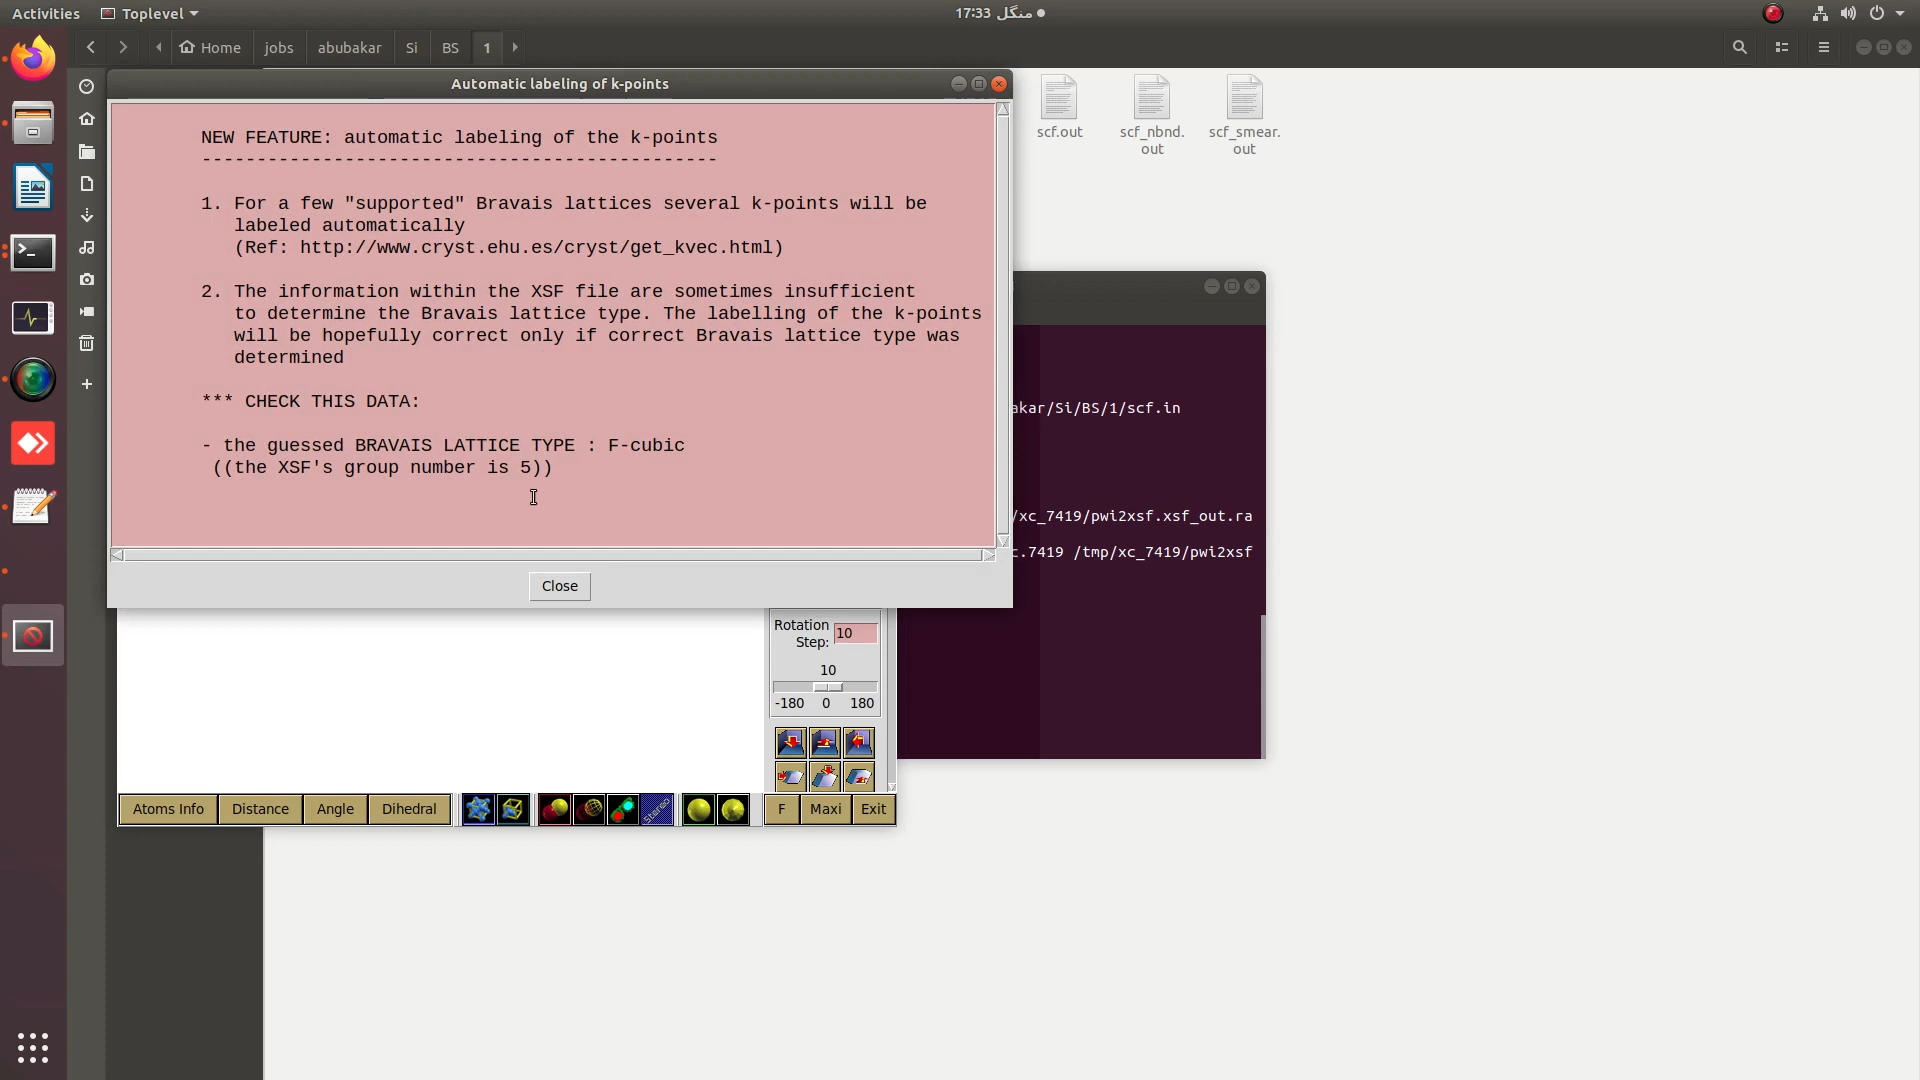 Activities
Toplevel
منگل 17:33
Home
jobs
abubakar
Si
BS
1
Automatic labeling of k-points
NEW FEATURE: automatic labeling of the k-points
-----------------------------------------------
1. For a few "supported" Bravais lattices several k-points will be
labeled automatically
(Ref: http://www.cryst.ehu.es/cryst/get_kvec.html)
2. The information within the XSF file are sometimes insufficient
to determine the Bravais lattice type. The labelling of the k-points
will be hopefully correct only if correct Bravais lattice type was
determined
*** CHECK THIS DATA:
- the guessed BRAVAIS LATTICE TYPE : F-cubic
((the XSF's group number is 5))
Close
scf.out
scf_nbnd.
out
scf_smear.
out
akar/Si/BS/1/scf.in
/xc_7419/pwi2xsf.xsf_out.ra
c.7419 /tmp/xc_7419/pwi2xsf
Rotation
Step: 10
10
-180 0 180
Atoms Info
Distance
Angle
Dihedral
Stereo
F
Maxi
Exit